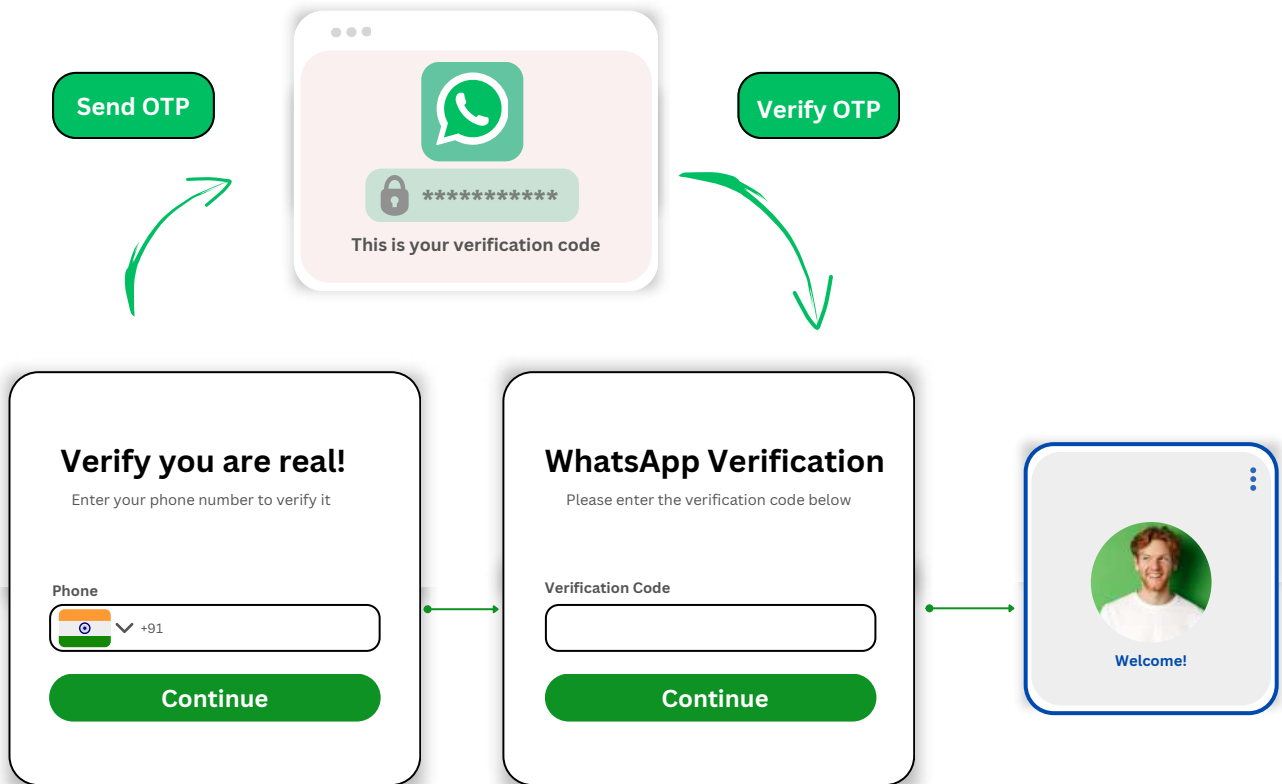 Send OTP
***********
This is your verification code
Verify OTP
Verify you are real!
Enter your phone number to verify it
Phone
+91
Continue
WhatsApp Verification
Please enter the verification code below
Verification Code
Continue
Welcome!